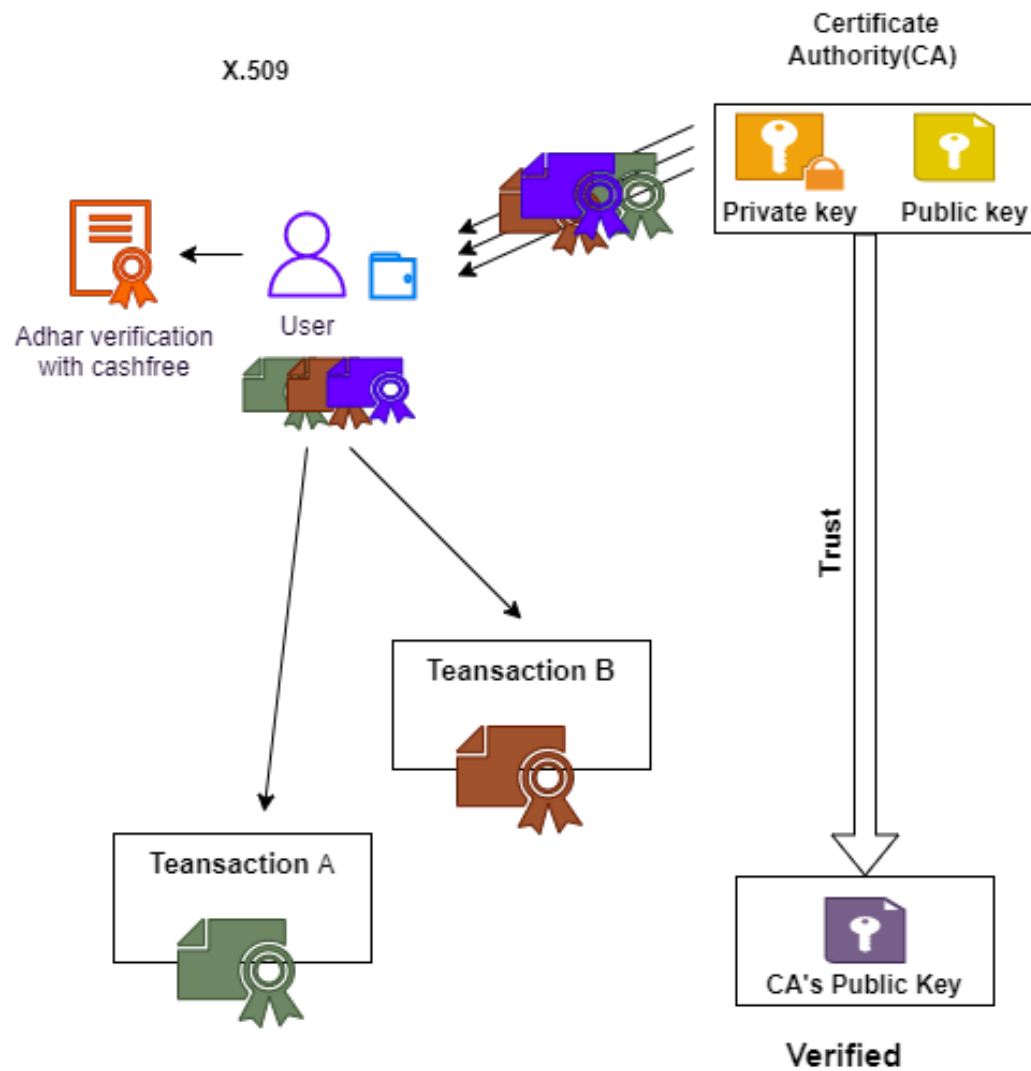 Certificate
Authority(CA)
X.509
Private key
Public key
User
Adhar verification
with cashfree
Trust
Teansaction B
Teansaction A
CA's Public Key
Verified